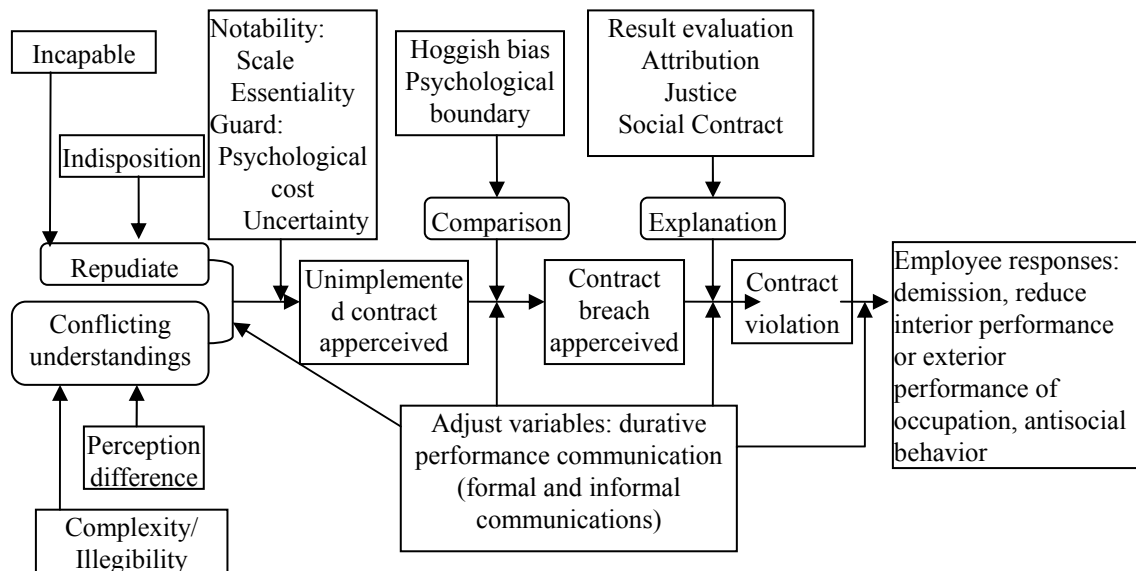 Incapable
Indisposition
Repudiate
Conflicting
understandings
Perception
difference
Complexity/
Illegibility
Notability:
Scale
Essentiality
Guard:
Psychological
cost
Uncertainty
Unimplemente
d contract
apperceived
Hoggish bias
Psychological
boundary
Comparison
Contract
breach
apperceived
Result evaluation
Attribution
Justice
Social Contract
Explanation
Contract
violation
Adjust variables: durative
performance communication
(formal and informal
communications)
Employee responses:
demission, reduce
interior performance
or exterior
performance of
occupation, antisocial
behavior